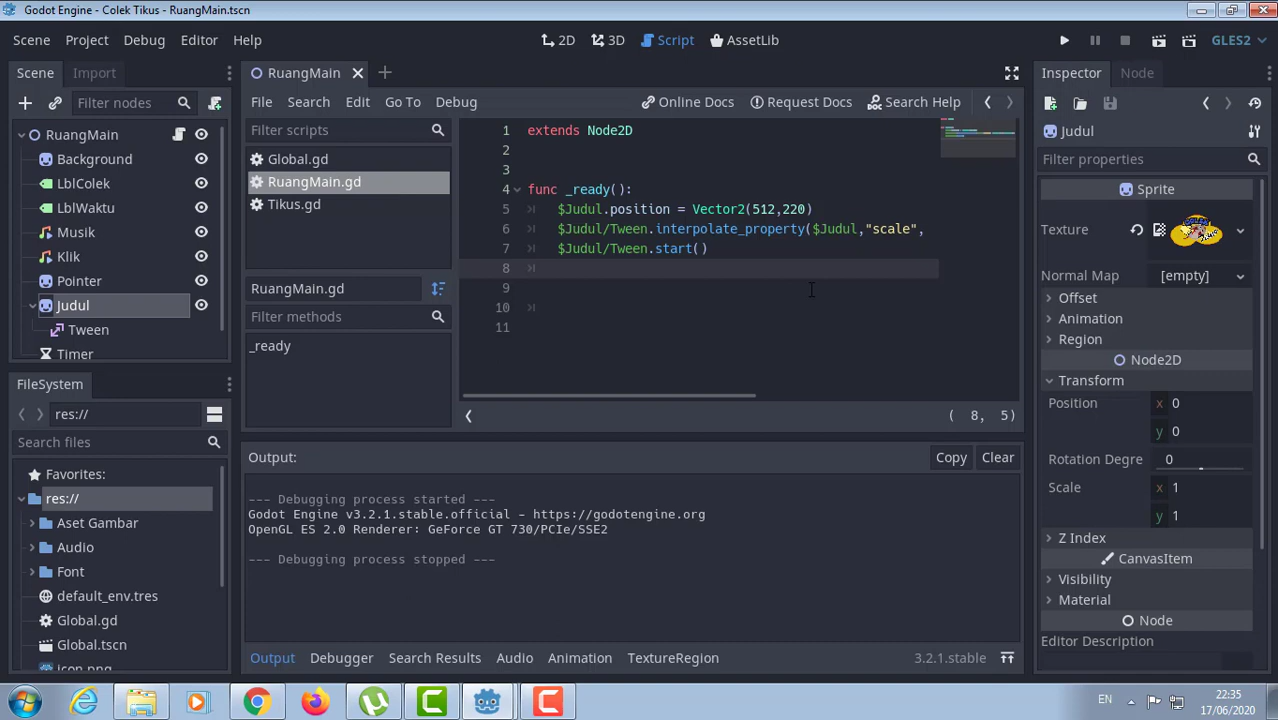 Godot Engine - Colek Tikus - RuangMain.tscn
Scene Project Debug Editor Help
2D 3D Script AssetLib
GLES2
Scene Import
Filter nodes
RuangMain
Background
LblColek
LblWaktu
Musik
Klik
Pointer
Judul
Tween
Timer
FileSystem
res://
Search files
Favorites:
res://
Aset Gambar
Audio
Font
default_env.tres
Global.gd
Global.tscn
icon.png
RuangMain
File Search Edit Go To Debug
Online Docs Request Docs Search Help
Filter scripts
Global.gd
RuangMain.gd
Tikus.gd
RuangMain.gd
Filter methods
_ready
1 extends Node2D
2
3
4 func _ready():
5 $Judul.position = Vector2(512,220)
6 $Judul/Tween.interpolate_property($Judul,"scale",
7 $Judul/Tween.start()
8
9
10
11
( 8, 5)
Output:
Copy Clear
--- Debugging process started ---
Godot Engine v3.2.1.stable.official - https://godotengine.org
OpenGL ES 2.0 Renderer: GeForce GT 730/PCIe/SSE2
--- Debugging process stopped ---
Output Debugger Search Results Audio Animation TextureRegion
3.2.1.stable
Inspector Node
Judul
Filter properties
Sprite
Texture
Normal Map [empty]
Offset
Animation
Region
Node2D
Transform
Position x 0
y 0
Rotation Degre 0
Scale x 1
y 1
Z Index
CanvasItem
Visibility
Material
Node
Editor Description
EN
22:35
17/06/2020